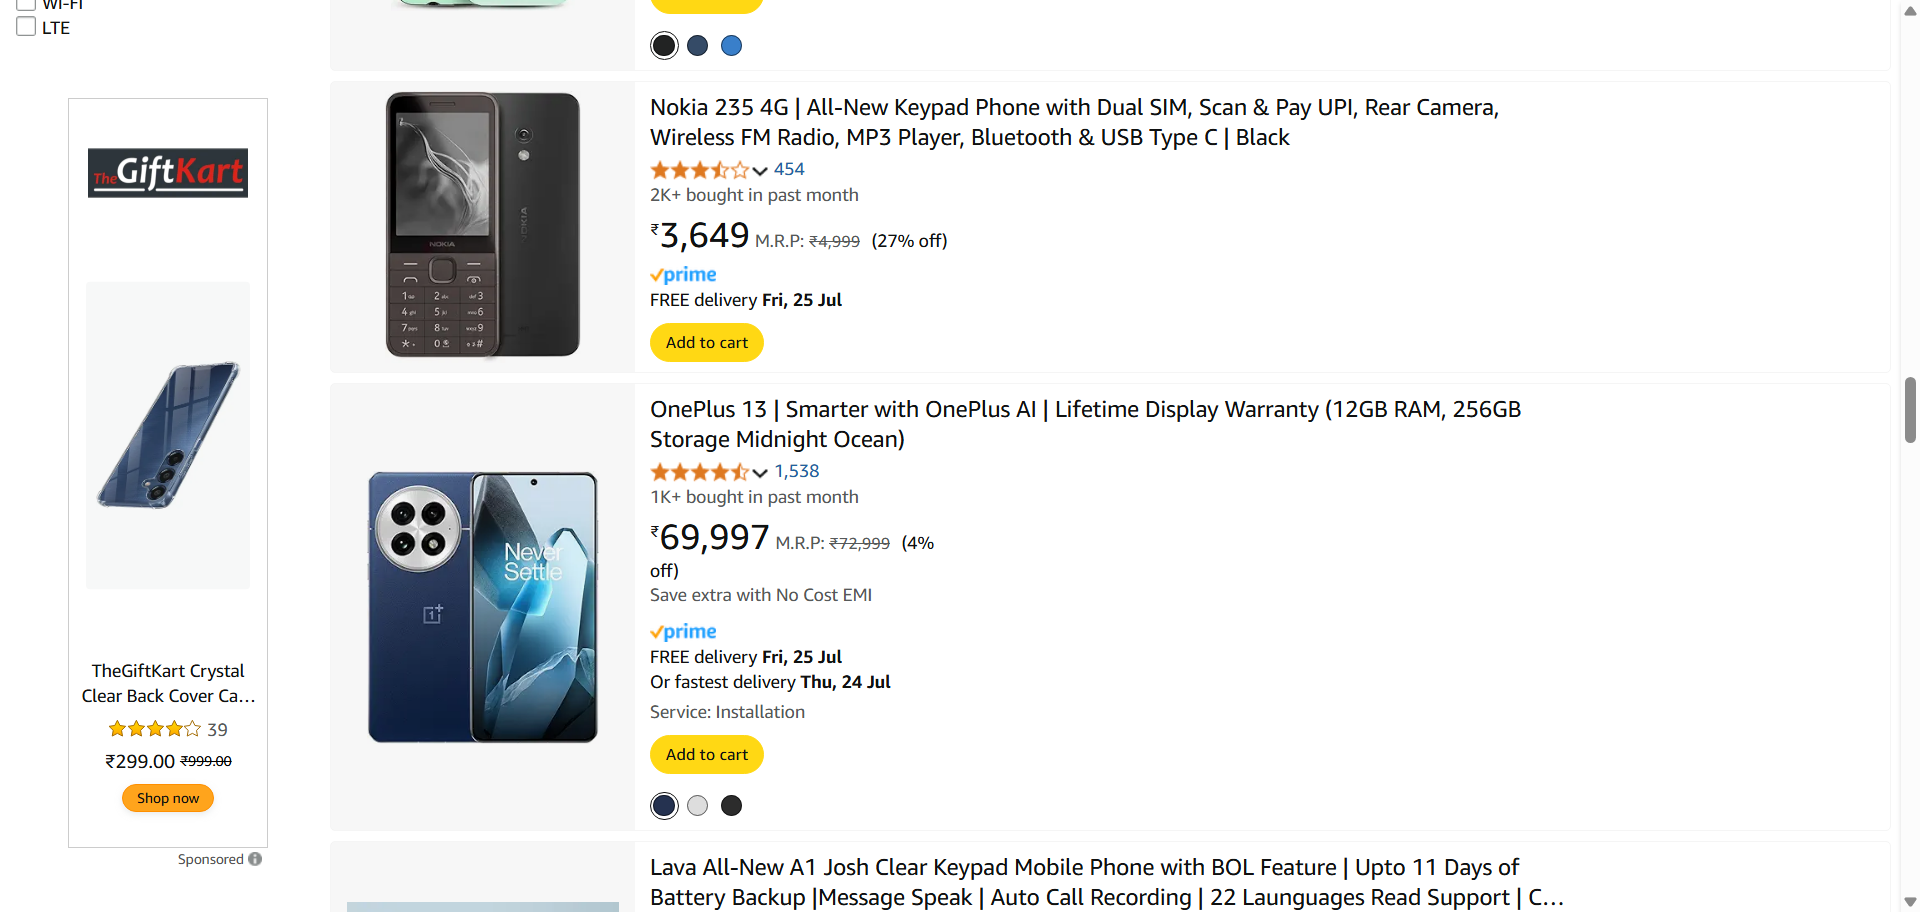 WI-FI
LTE
TheGiftKart
TheGiftKart Crystal
Clear Back Cover Ca...
39
₹299.00 ₹999.00
Shop now
Sponsored
Nokia 235 4G | All-New Keypad Phone with Dual SIM, Scan & Pay UPI, Rear Camera,
Wireless FM Radio, MP3 Player, Bluetooth & USB Type C | Black
454
2K+ bought in past month
₹3,649 M.R.P: ₹4,999 (27% off)
prime
FREE delivery Fri, 25 Jul
Add to cart
NOKIA
NOKIA
OnePlus 13 | Smarter with OnePlus AI | Lifetime Display Warranty (12GB RAM, 256GB
Storage Midnight Ocean)
1,538
1K+ bought in past month
₹69,997 M.R.P: ₹72,999 (4%
off)
Save extra with No Cost EMI
prime
FREE delivery Fri, 25 Jul
Or fastest delivery Thu, 24 Jul
Service: Installation
Add to cart
Never
Settle
Lava All-New A1 Josh Clear Keypad Mobile Phone with BOL Feature | Upto 11 Days of
Battery Backup |Message Speak | Auto Call Recording | 22 Launguages Read Support | C...